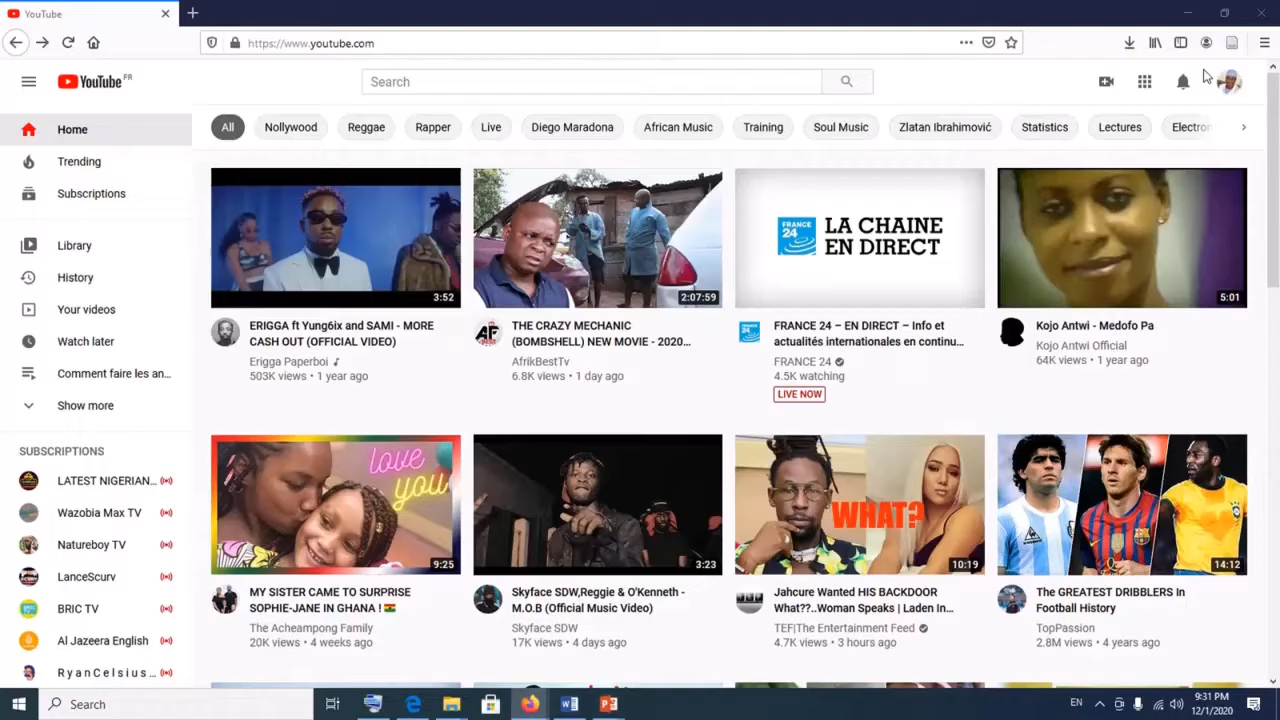 YouTube
https://www.youtube.com
YouTube FR
Search
All
Nollywood
Reggae
Rapper
Live
Diego Maradona
African Music
Training
Soul Music
Zlatan Ibrahimović
Statistics
Lectures
Electron
Home
Trending
Subscriptions
Library
History
Your videos
Watch later
Comment faire les an...
Show more
SUBSCRIPTIONS
LATEST NIGERIAN...
Wazobia Max TV
Natureboy TV
LanceScurv
BRIC TV
Al Jazeera English
RyanCelsius...
3:52
ERIGGA ft Yung6ix and SAMI - MORE
CASH OUT (OFFICIAL VIDEO)
Erigga Paperboi
503K views • 1 year ago
2:07:59
AF
BEST
THE CRAZY MECHANIC
(BOMBSHELL) NEW MOVIE - 2020...
AfrikBestTv
6.8K views • 1 day ago
FRANCE
24
LA CHAINE
EN DIRECT
FRANCE 24 – EN DIRECT – Info et
actualités internationales en continu...
FRANCE 24
4.5K watching
LIVE NOW
5:01
Kojo Antwi - Medofo Pa
Kojo Antwi Official
64K views • 1 year ago
love
you
9:25
MY SISTER CAME TO SURPRISE
SOPHIE-JANE IN GHANA !
The Acheampong Family
20K views • 4 weeks ago
3:23
Skyface SDW,Reggie & O'Kenneth -
M.O.B (Official Music Video)
Skyface SDW
17K views • 4 days ago
WHAT?
10:19
Jahcure Wanted HIS BACKDOOR
What??..Woman Speaks | Laden In...
TEF|The Entertainment Feed
4.7K views • 3 hours ago
14:12
The GREATEST DRIBBLERS In
Football History
TopPassion
2.8M views • 4 years ago
Search
EN
9:31 PM
12/1/2020